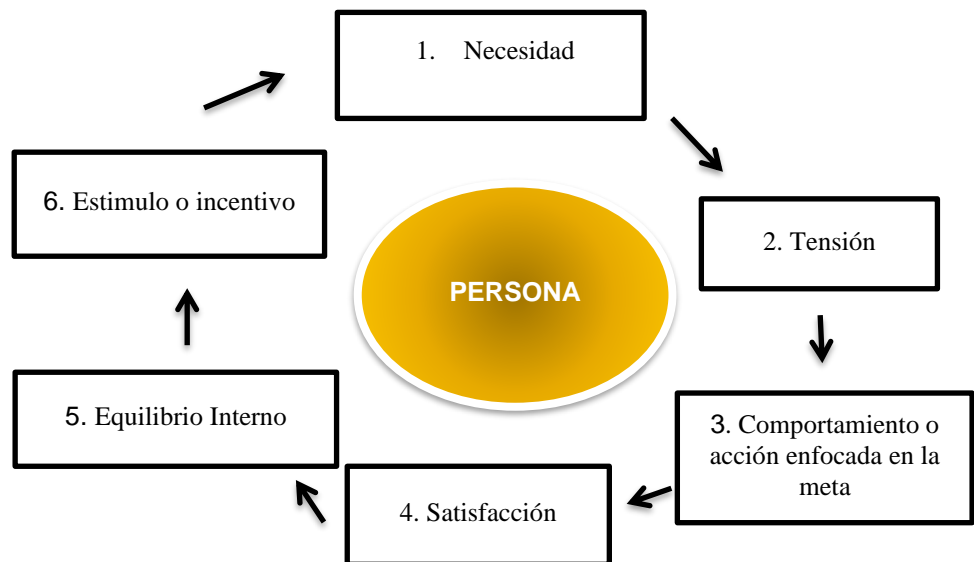 1. Necesidad
2. Tensión
3. Comportamiento o
acción enfocada en la
meta
4. Satisfacción
5. Equilibrio Interno
6. Estimulo o incentivo
PERSONA